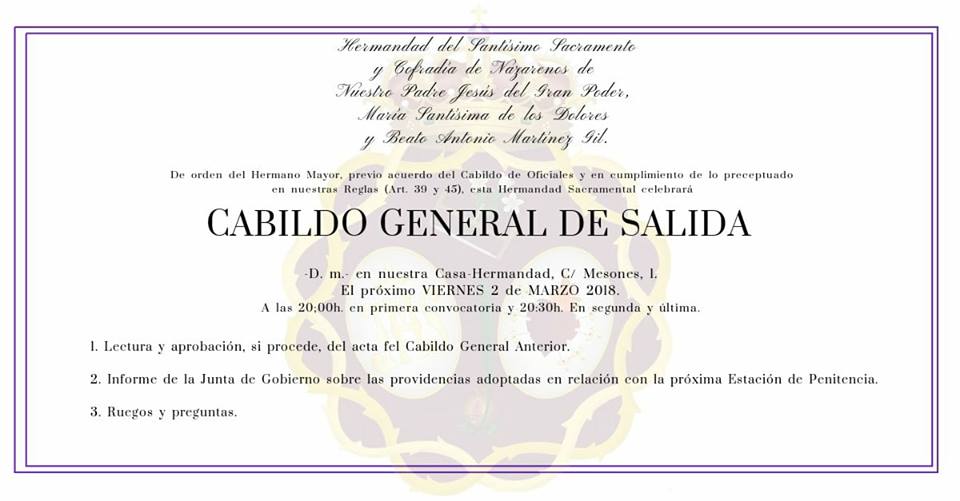 Hermandad del Santísimo Sacramento
y Cofradía de Nazarenos de
Nuestro Padre Jesús del Gran Poder,
María Santísima de los Dolores
y Beato Antonio Martínez Gil.
De orden del Hermano Mayor, previo acuerdo del Cabildo de Oficiales y en cumplimiento de lo preceptuado
en nuestras Reglas (Art. 39 y 45), esta Hermandad Sacramental celebrará
CABILDO GENERAL DE SALIDA
-D. m.- en nuestra Casa-Hermandad, C/ Mesones, 1.
El próximo VIERNES 2 de MARZO 2018.
A las 20;00h. en primera convocatoria y 20:30h. En segunda y última.
1. Lectura y aprobación, si procede, del acta fel Cabildo General Anterior.
2. Informe de la Junta de Gobierno sobre las providencias adoptadas en relación con la próxima Estación de Penitencia.
3. Ruegos y preguntas.